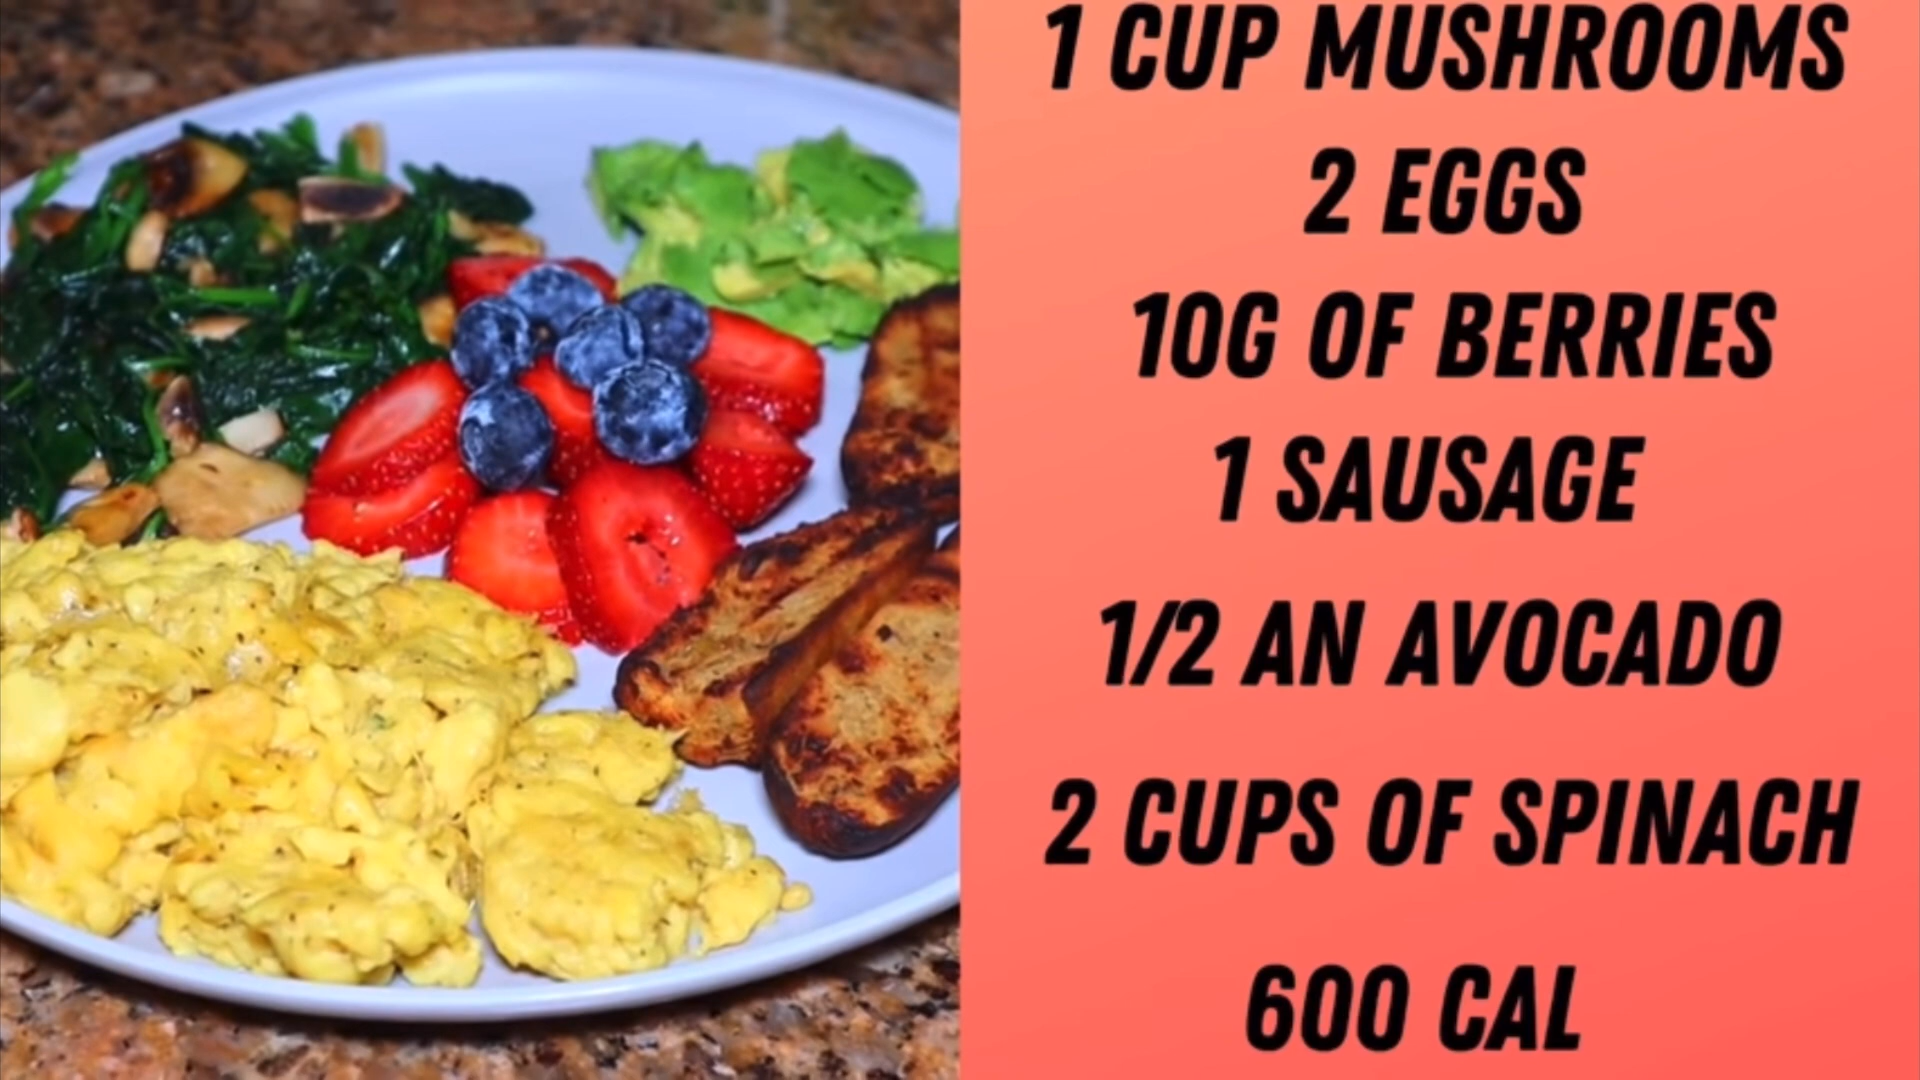 1 CUP MUSHROOMS
2 EGGS
10G OF BERRIES
1 SAUSAGE
1/2 AN AVOCADO
2 CUPS OF SPINACH
600 CAL